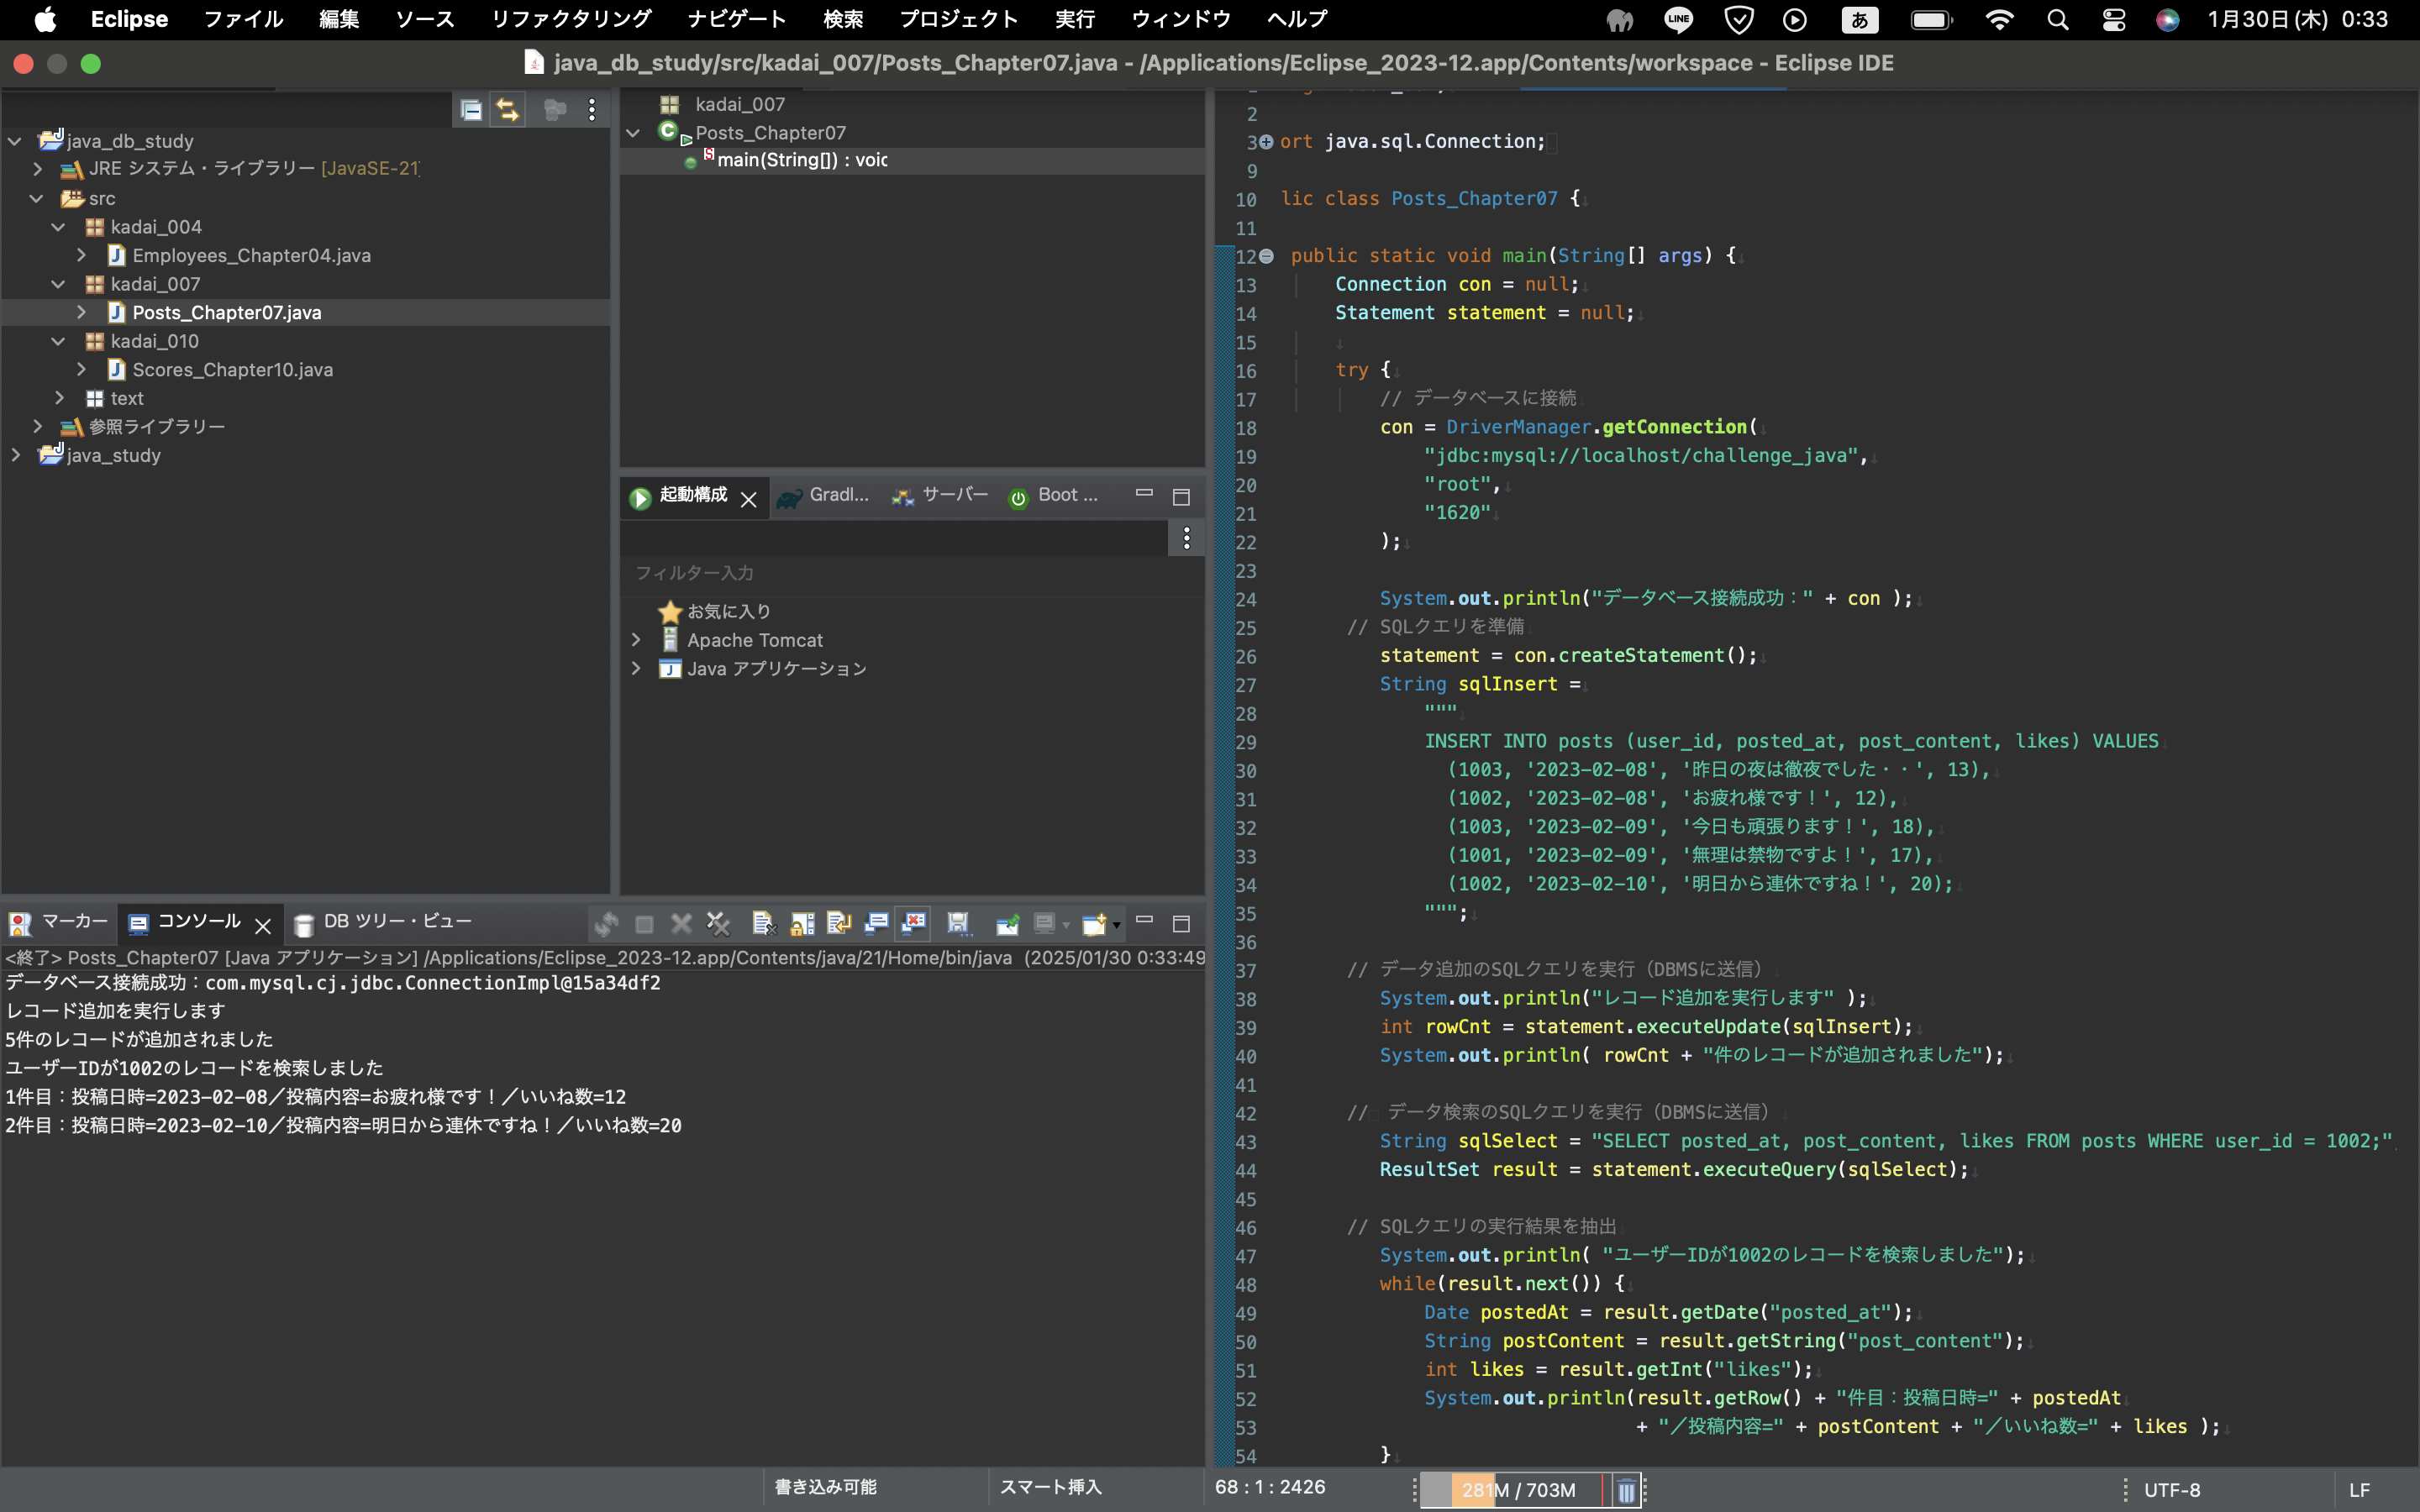 Eclipse ファイル 編集 ソース リファクタリング ナビゲート 検索 プロジェクト 実行 ウィンドウ ヘルプ LINE あ 1月30日(木) 0:33
java_db_study/src/kadai_007/Posts_Chapter07.java - /Applications/Eclipse_2023-12.app/Contents/workspace - Eclipse IDE
java_db_study
JRE システム・ライブラリー [JavaSE-21]
src
kadai_004
Employees_Chapter04.java
kadai_007
Posts_Chapter07.java
kadai_010
Scores_Chapter10.java
text
参照ライブラリー
java_study
kadai_007
Posts_Chapter07
main(String[]) : void
起動構成 Gradl... サーバー Boot ...
フィルター入力
お気に入り
Apache Tomcat
Java アプリケーション
マーカー コンソール DB ツリー・ビュー
<終了> Posts_Chapter07 [Java アプリケーション] /Applications/Eclipse_2023-12.app/Contents/java/21/Home/bin/java (2025/01/30 0:33:49
データベース接続成功：com.mysql.cj.jdbc.ConnectionImpl@15a34df2
レコード追加を実行します
5件のレコードが追加されました
ユーザーIDが1002のレコードを検索しました
1件目：投稿日時=2023-02-08／投稿内容=お疲れ様です！／いいね数=12
2件目：投稿日時=2023-02-10／投稿内容=明日から連休ですね！／いいね数=20
2
3 ort java.sql.Connection;
9
10 lic class Posts_Chapter07 {
11
12 public static void main(String[] args) {
13 Connection con = null;
14 Statement statement = null;
15
16 try {
17 // データベースに接続
18 con = DriverManager.getConnection(
19 "jdbc:mysql://localhost/challenge_java",
20 "root",
21 "1620"
22 );
23
24 System.out.println("データベース接続成功：" + con );
25 // SQLクエリを準備
26 statement = con.createStatement();
27 String sqlInsert =
28 """
29 INSERT INTO posts (user_id, posted_at, post_content, likes) VALUES
30 (1003, '2023-02-08', '昨日の夜は徹夜でした・・', 13),
31 (1002, '2023-02-08', 'お疲れ様です！', 12),
32 (1003, '2023-02-09', '今日も頑張ります！', 18),
33 (1001, '2023-02-09', '無理は禁物ですよ！', 17),
34 (1002, '2023-02-10', '明日から連休ですね！', 20);
35 """;
36
37 // データ追加のSQLクエリを実行（DBMSに送信）
38 System.out.println("レコード追加を実行します" );
39 int rowCnt = statement.executeUpdate(sqlInsert);
40 System.out.println( rowCnt + "件のレコードが追加されました");
41
42 // データ検索のSQLクエリを実行（DBMSに送信）
43 String sqlSelect = "SELECT posted_at, post_content, likes FROM posts WHERE user_id = 1002;"
44 ResultSet result = statement.executeQuery(sqlSelect);
45
46 // SQLクエリの実行結果を抽出
47 System.out.println( "ユーザーIDが1002のレコードを検索しました");
48 while(result.next()) {
49 Date postedAt = result.getDate("posted_at");
50 String postContent = result.getString("post_content");
51 int likes = result.getInt("likes");
52 System.out.println(result.getRow() + "件目：投稿日時=" + postedAt
53 + "／投稿内容=" + postContent + "／いいね数=" + likes );
54 }
書き込み可能 スマート挿入 68 : 1 : 2426 281M / 703M UTF-8 LF